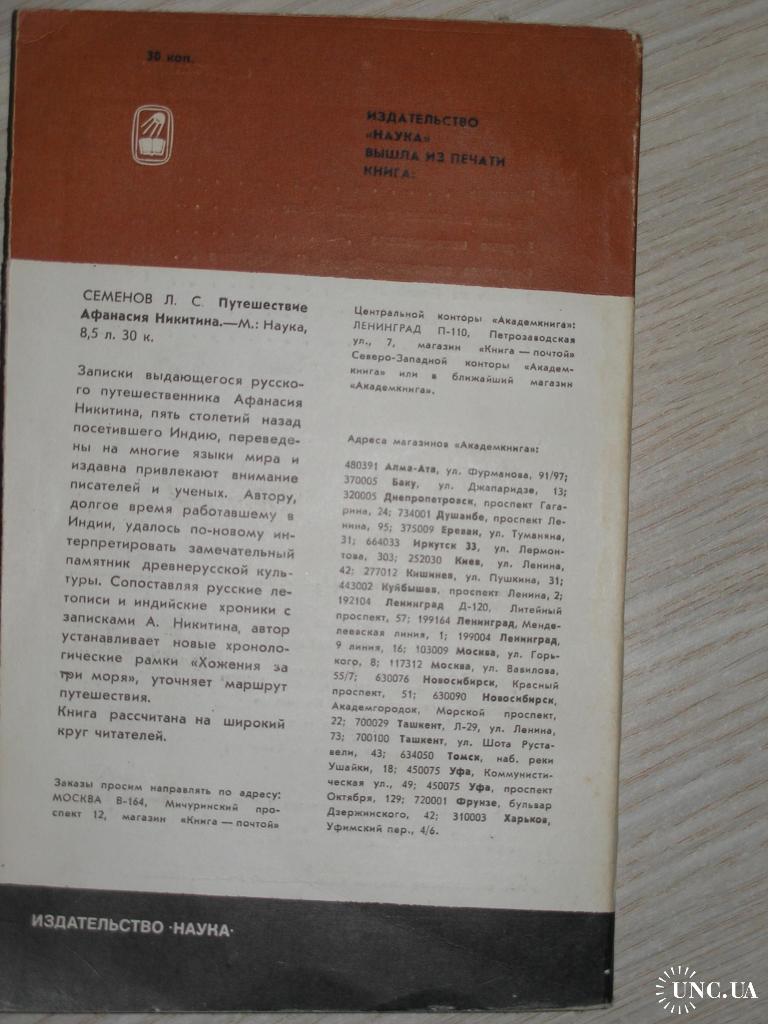 30 коп.
ИЗДАТЕЛЬСТВО
«НАУКА»
ВЫШЛА ИЗ ПЕЧАТИ
КНИГА:
СЕМЕНОВ Л. С. Путешествие
Афанасия Никитина.—М.: Наука,
8,5 л. 30 к.
Записки выдающегося русско-
го путешественника Афанасия
Никитина, пять столетий назад
посетившего Индию, переведе-
ны на многие языки мира и
издавна привлекают внимание
писателей и ученых. Автору,
долгое время работавшему в
Индии, удалось по-новому ин-
терпретировать замечательный
памятник древнерусской куль-
туры. Сопоставляя русские ле-
тописи и индийские хроники с
записками А. Никитина, автор
устанавливает новые хроноло-
гические рамки «Хожения за
три моря», уточняет маршрут
путешествия.
Книга рассчитана на широкий
круг читателей.
Заказы просим направлять по адресу:
МОСКВА В-164, Мичуринский про-
спект 12, магазин «Книга — почтой»
Центральной конторы «Академкнига»:
ЛЕНИНГРАД П-110, Петрозаводская
ул., 7, магазин «Книга — почтой»
Северо-Западной конторы «Академ-
книга» или в ближайший магазин
«Академкнига».
Адреса магазинов «Академкнига»:
480391 Алма-Ата, ул. Фурманова, 91/97;
370005 Баку, ул. Джапаридзе, 13;
320005 Днепропетровск, проспект Гага-
рина, 24; 734001 Душанбе, проспект Ле-
нина, 95; 375009 Ереван, ул. Туманяна,
31; 664033 Иркутск 33, ул. Лермон-
това, 303; 252030 Киев, ул. Ленина,
42; 277012 Кишинев, ул. Пушкина, 31;
443002 Куйбышев, проспект Ленина, 2;
192104 Ленинград Д-120, Литейный
проспект, 57; 199164 Ленинград, Менде-
леевская линия, 1; 199004 Ленинград,
9 линия, 16; 103009 Москва, ул. Горь-
кого, 8; 117312 Москва, ул. Вавилова,
55/7; 630076 Новосибирск, Красный
проспект, 51; 630090 Новосибирск,
Академгородок, Морской проспект,
22; 700029 Ташкент, Л-29, ул. Ленина,
73; 700100 Ташкент, ул. Шота Руста-
вели, 43; 634050 Томск, наб. реки
Ушайки, 18; 450075 Уфа, Коммунисти-
ческая ул., 49; 450075 Уфа, проспект
Октября, 129; 720001 Фрунзе, бульвар
Дзержинского, 42; 310003 Харьков,
Уфимский пер., 4/6.
ИЗДАТЕЛЬСТВО ·НАУКА·
UNC.UA